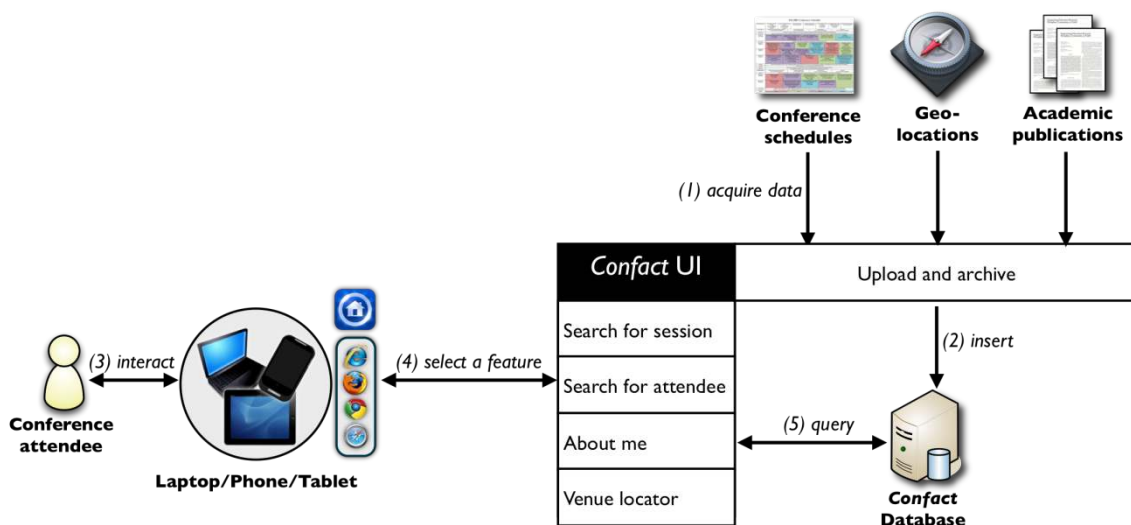 Conference
schedules
Geo-
locations
Academic
publications
(1) acquire data
Confact UI
Upload and archive
Search for session
(2) insert
(3) interact
(4) select a feature
Search for attendee
Conference
attendee
About me
(5) query
Laptop/Phone/Tablet
Venue locator
Confact
Database